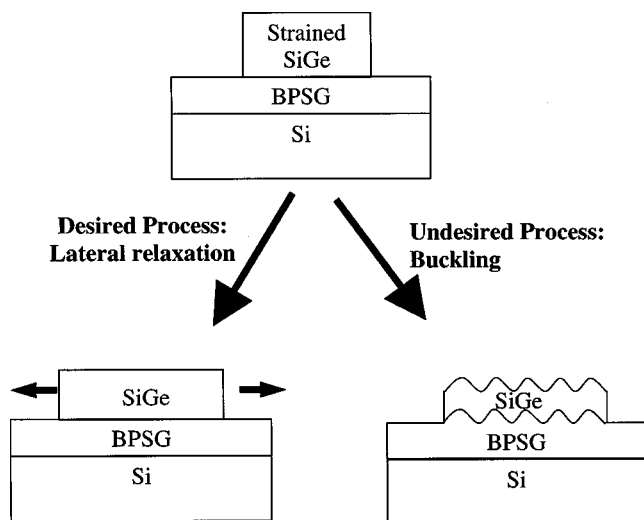 Strained
SiGe
BPSG
Si
Desired Process:
Lateral relaxation
Undesired Process:
Buckling
SiGe
BPSG
Si
SiGe
BPSG
Si